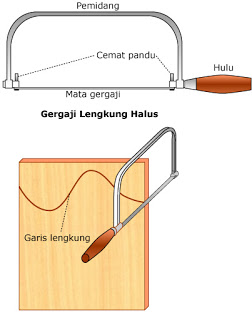 Pemidang
Cemat pandu
Hulu
Mata gergaji
Gergaji Lengkung Halus
Garis lengkung